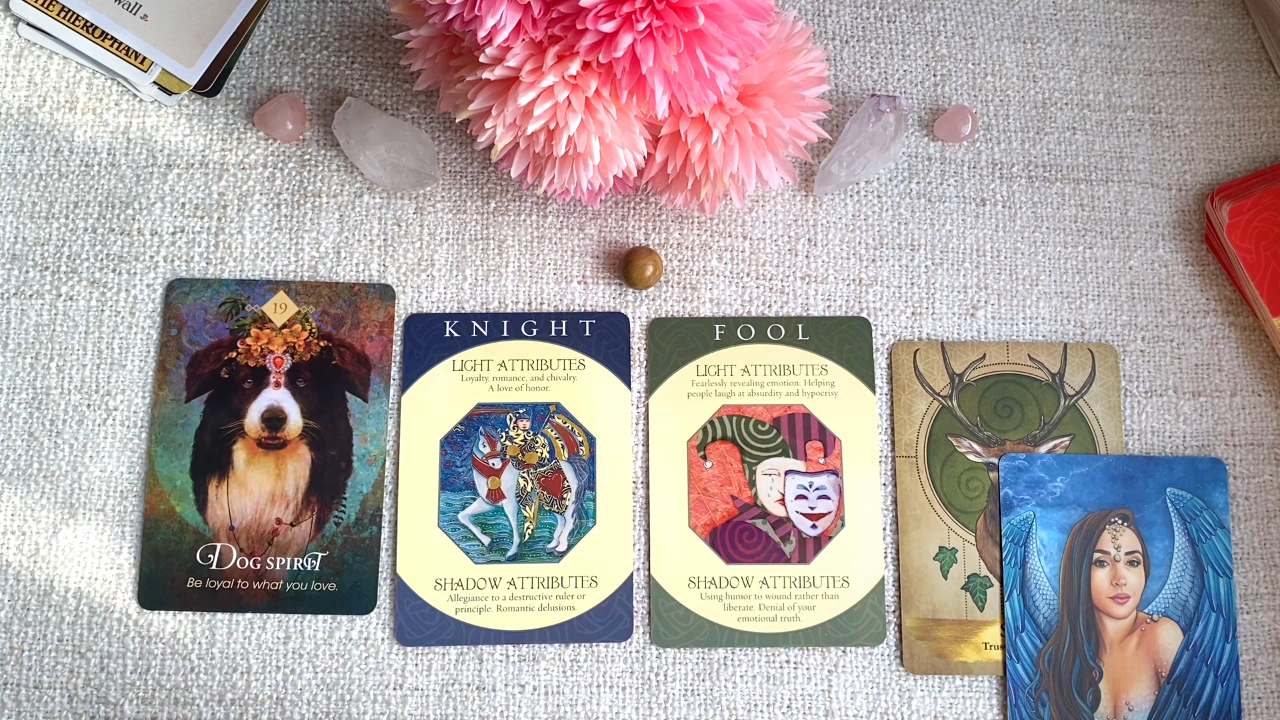 wall
THE HIEROPHANT
19
DOG SPIRIT
Be loyal to what you love.
KNIGHT
LIGHT ATTRIBUTES
Loyalty, romance, and chivalry.
A love of honor.
SHADOW ATTRIBUTES
Allegiance to a destructive ruler or
principle. Romantic delusions.
FOOL
LIGHT ATTRIBUTES
Fearlessly revealing emotion. Helping
people laugh at absurdity and hypocrisy.
SHADOW ATTRIBUTES
Using humor to wound rather than
liberate. Denial of your
emotional truth.